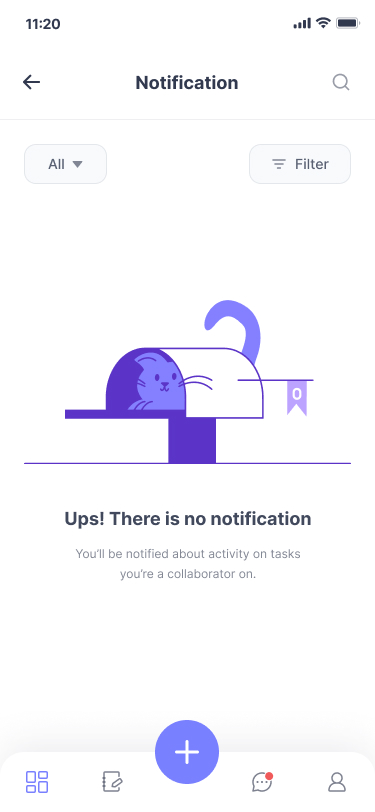 11:20
Notification
All
Filter
0
Ups! There is no notification
You'll be notified about activity on tasks
you're a collaborator on.